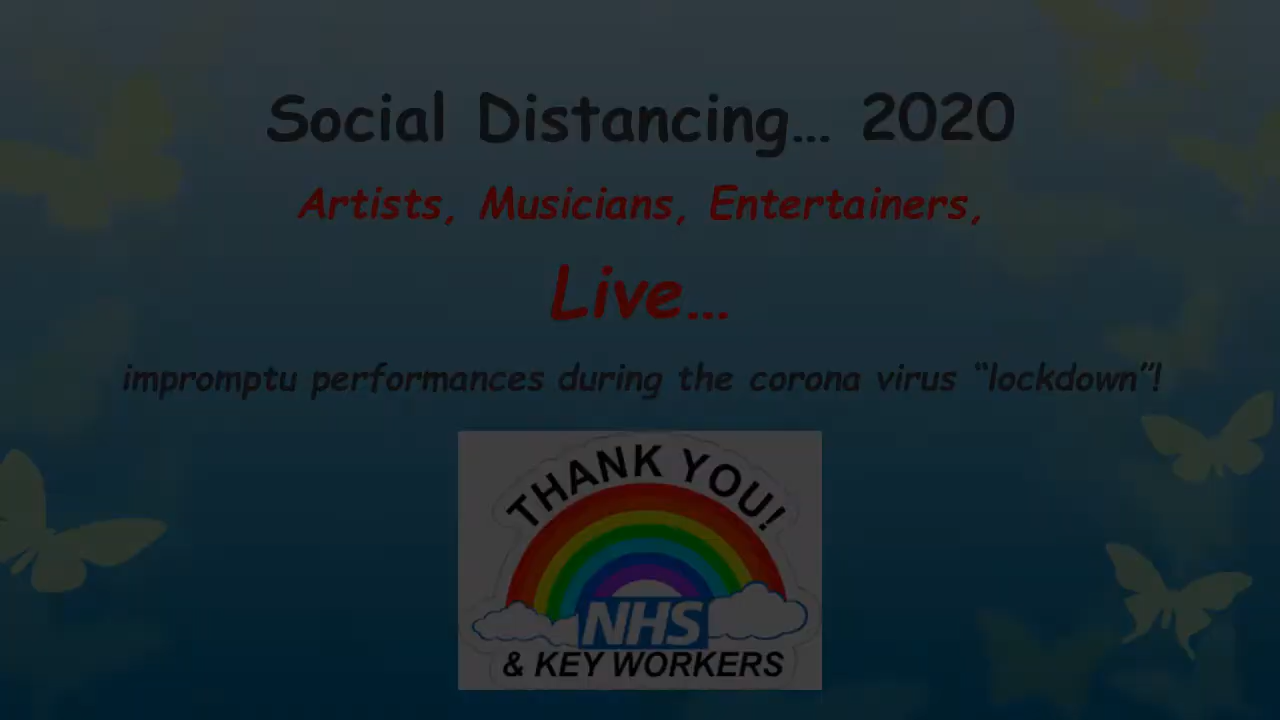 Social Distancing... 2020
Artists, Musicians, Entertainers,
Live...
impromptu performances during the corona virus “lockdown”!
THANK YOU!
NHS
& KEY WORKERS